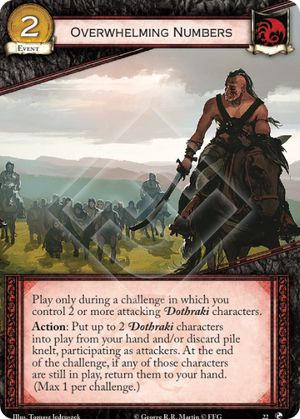 2
EVENT
OVERWHELMING NUMBERS
Play only during a challenge in which you
control 2 or more attacking Dothraki characters.
Action: Put up to 2 Dothraki characters
into play from your hand and/or discard pile
knelt, participating as attackers. At the end
of the challenge, if any of those characters
are still in play, return them to your hand.
(Max 1 per challenge.)
Illus. Tomasz Jedruszek © George R.R. Martin © FFG 22